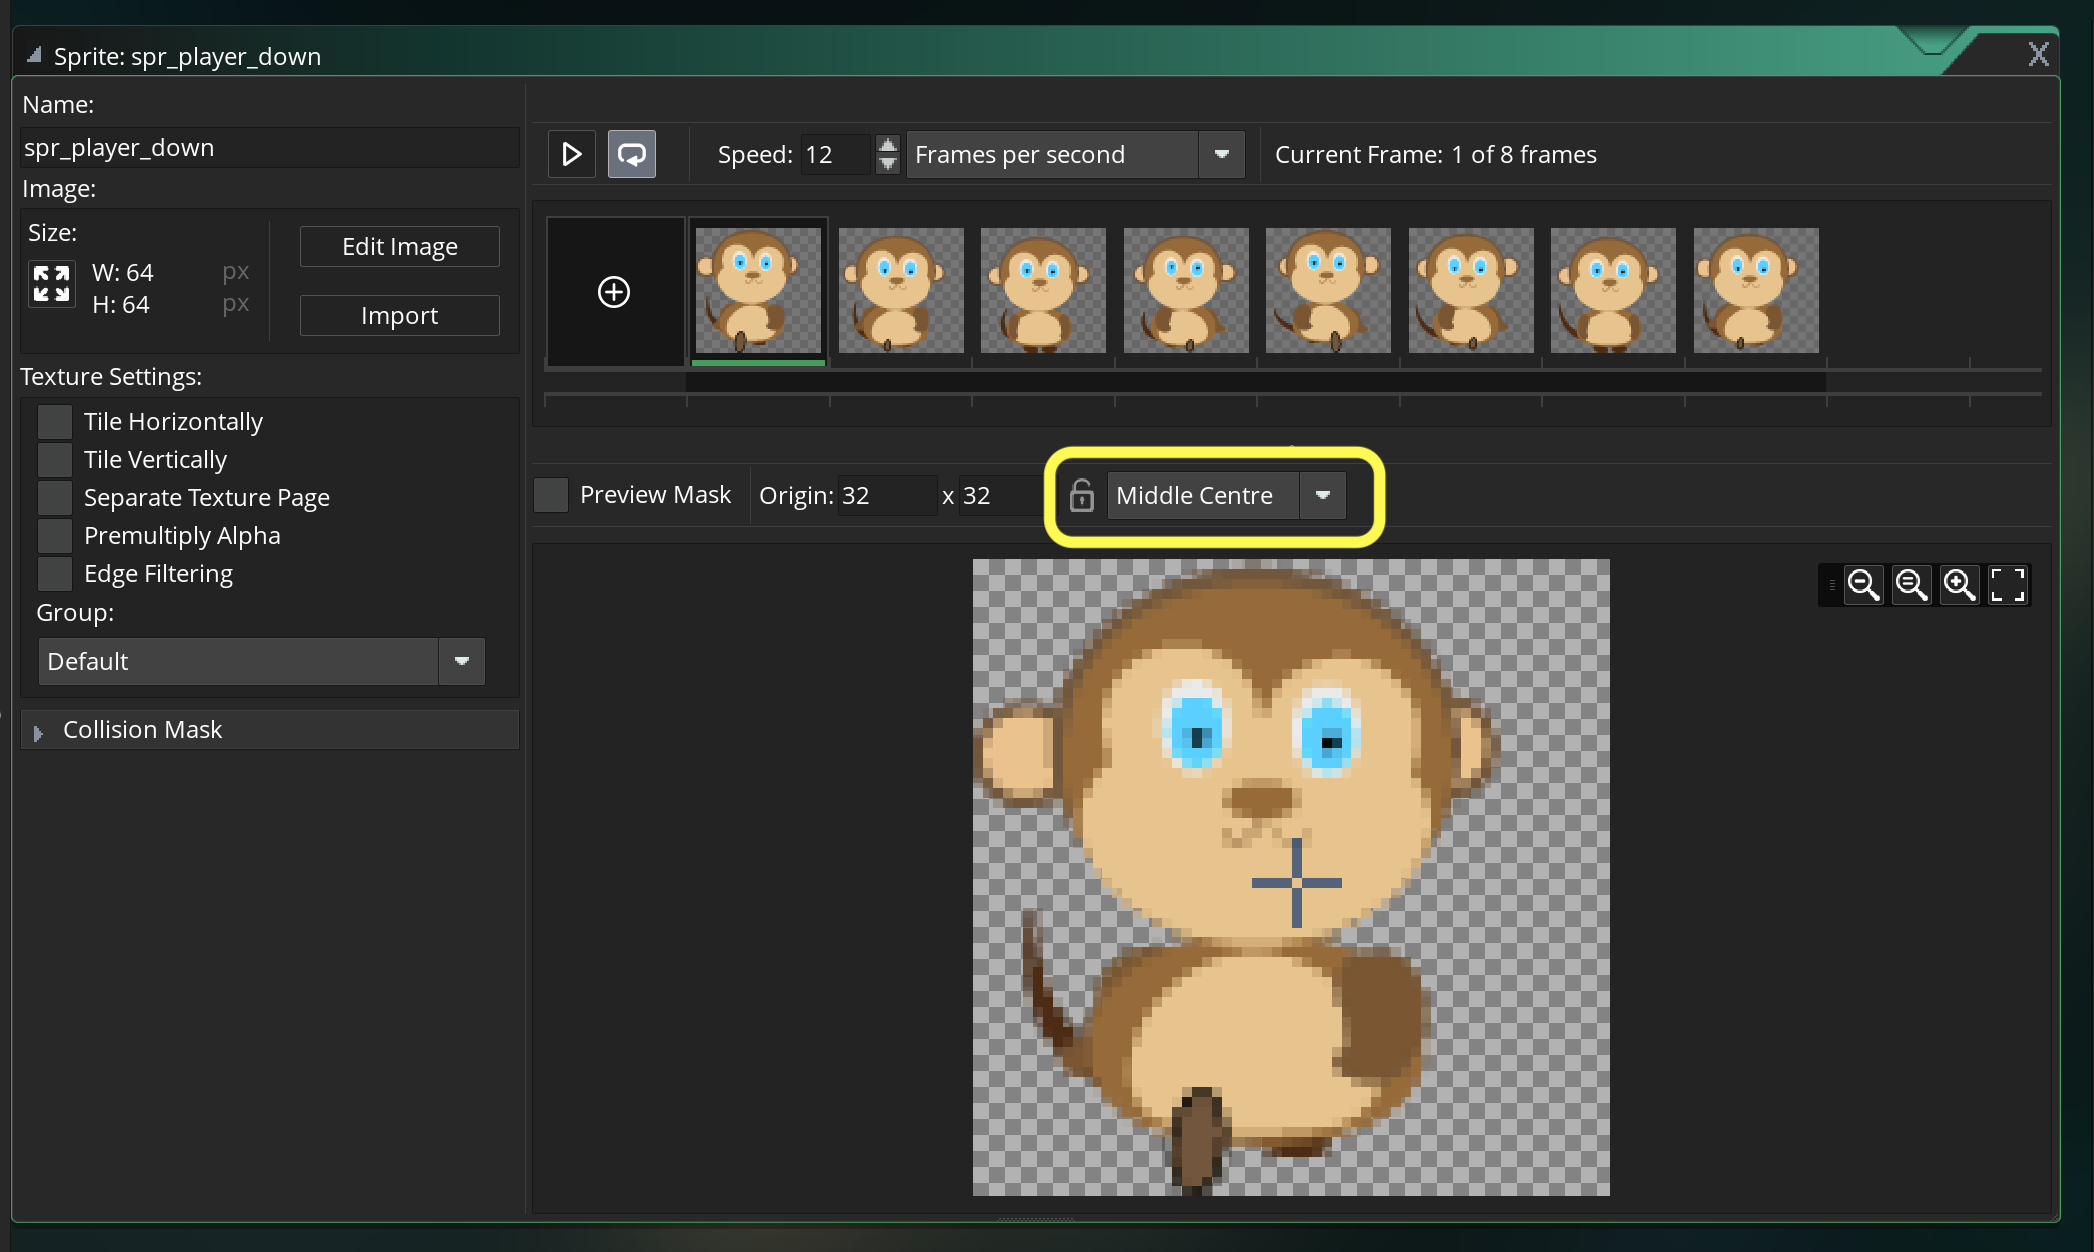 Sprite: spr_player_down
X
Name:
spr_player_down
Image:
Size:
W: 64 px
H: 64 px
Edit Image
Import
Texture Settings:
Tile Horizontally
Tile Vertically
Separate Texture Page
Premultiply Alpha
Edge Filtering
Group:
Default
Collision Mask
Speed: 12 Frames per second Current Frame: 1 of 8 frames
Preview Mask Origin: 32 x 32 Middle Centre